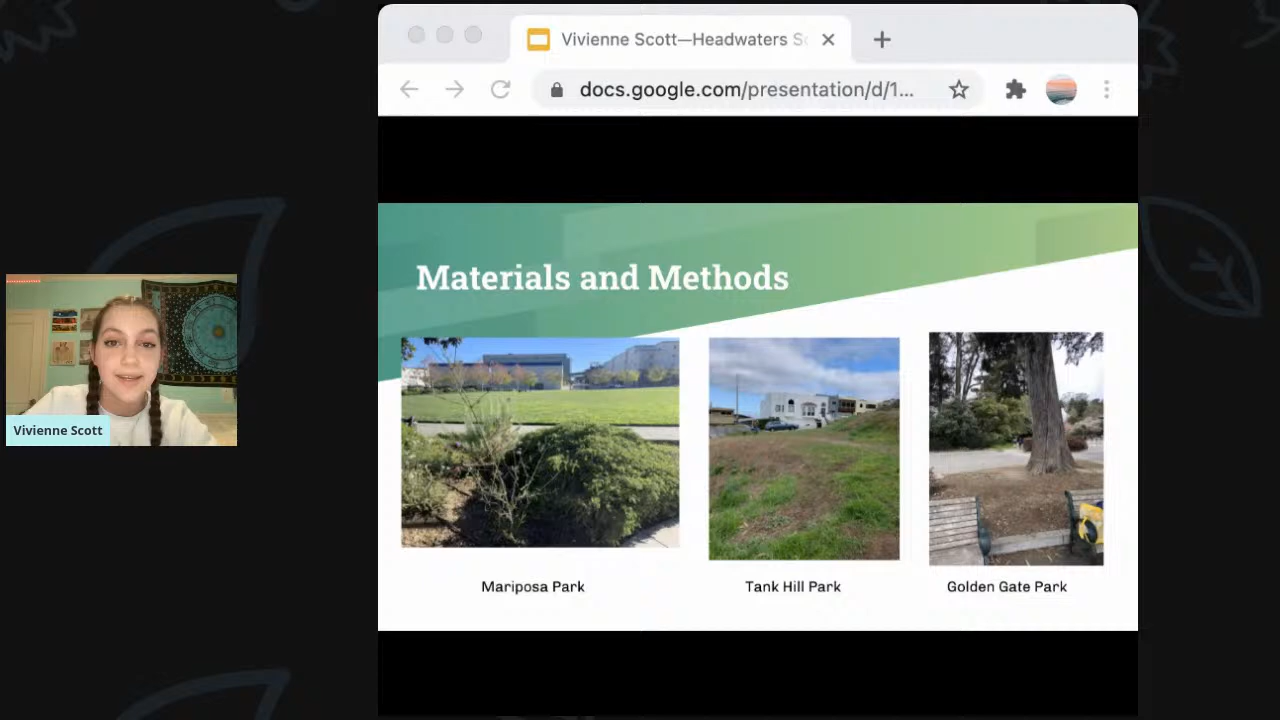 Vivienne Scott—Headwaters S
docs.google.com/presentation/d/1...
Materials and Methods
Vivienne Scott
Mariposa Park
Tank Hill Park
Golden Gate Park